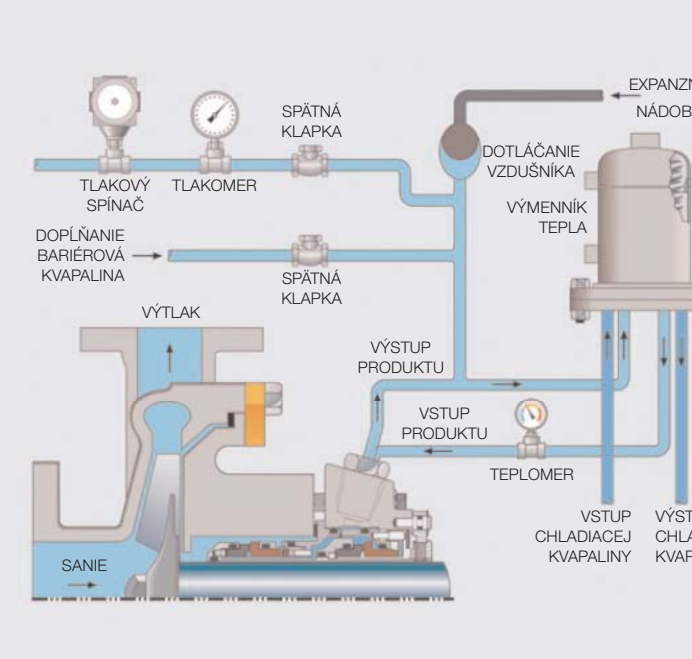 EXPANZN
NÁDOB
SPÄTNÁ
KLAPKA
DOTLÁČANIE
VZDUŠNÍKA
TLAKOVÝ
SPÍNAČ
TLAKOMER
VÝMENNÍK
TEPLA
DOPĹŇANIE
BARIÉROVÁ
KVAPALINA
SPÄTNÁ
KLAPKA
VÝTLAK
VÝSTUP
PRODUKTU
VSTUP
PRODUKTU
TEPLOMER
VSTUP
CHLADIACEJ
KVAPALINY
VÝST
CHLA
KVAP
SANIE